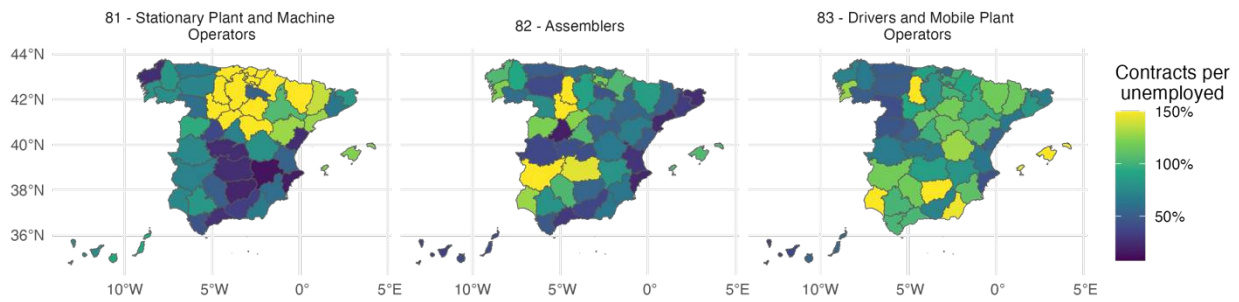 81 - Stationary Plant and Machine
Operators
82 - Assemblers
83 - Drivers and Mobile Plant
Operators
44°N
42°N
40°N
38°N
36°N
10°W 5°W 0° 5°E
10°W 5°W 0° 5°E
10°W 5°W 0° 5°E
Contracts per
unemployed
150%
100%
50%